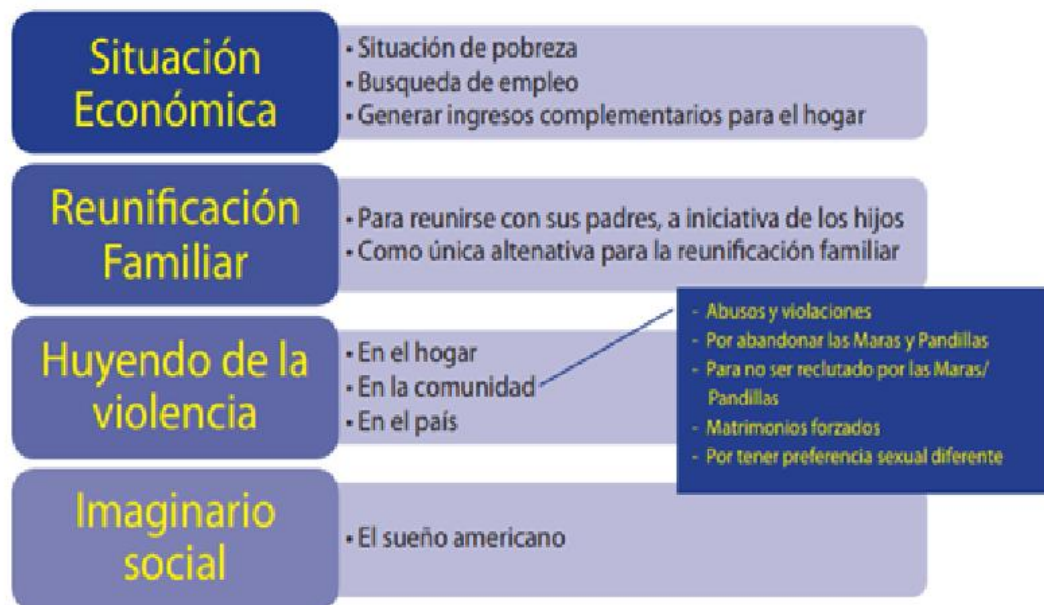 Situación
Económica
• Situación de pobreza
• Busqueda de empleo
• Generar ingresos complementarios para el hogar
Reunificación
Familiar
• Para reunirse con sus padres, a iniciativa de los hijos
• Como única altenativa para la reunificación familiar
Huyendo de la
violencia
• En el hogar
• En la comunidad
• En el país
- Abusos y violaciones
- Por abandonar las Maras y Pandillas
- Para no ser reclutado por las Maras/
Pandillas
- Matrimonios forzados
- Por tener preferencia sexual diferente
Imaginario
social
• El sueño americano